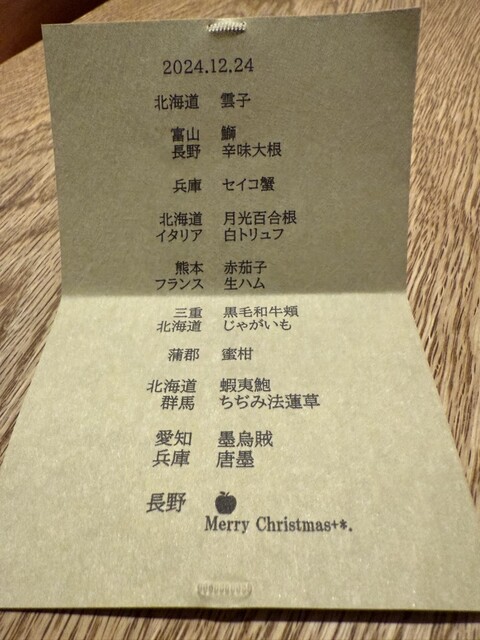 2024.12.24
北海道 雲子
富山 鰤
長野 辛味大根
兵庫 セイコ蟹
北海道 月光百合根
イタリア 白トリュフ
熊本 赤茄子
フランス 生ハム
三重 黒毛和牛頬
北海道 じゃがいも
蒲郡 蜜柑
北海道 蝦夷鮑
群馬 ちぢみ法蓮草
愛知 墨烏賊
兵庫 唐墨
長野
Merry Christmas+*.